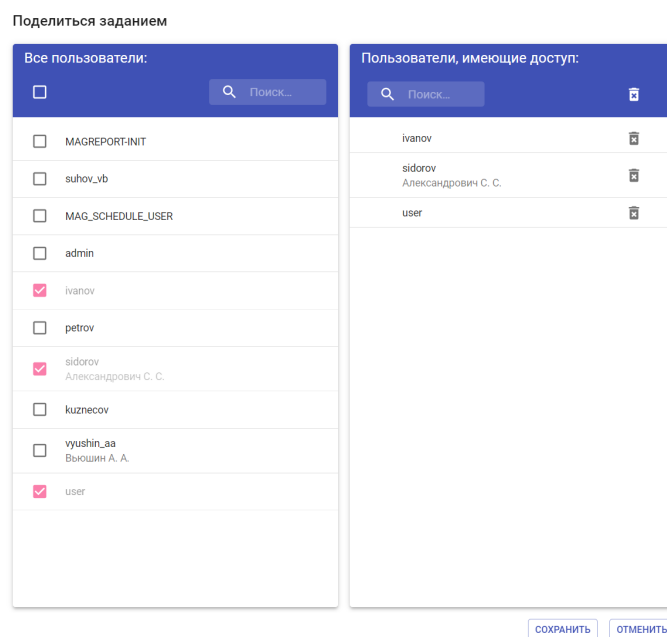 Поделиться заданием
Все пользователи:
Поиск...
MAGREPORT-INIT
suhov_vb
MAG_SCHEDULE_USER
admin
ivanov
petrov
sidorov
Александрович С. С.
kuznecov
vyushin_aa
Вьюшин А. А.
user
Пользователи, имеющие доступ:
Поиск...
ivanov
sidorov
Александрович С. С.
user
СОХРАНИТЬ
ОТМЕНИТЬ